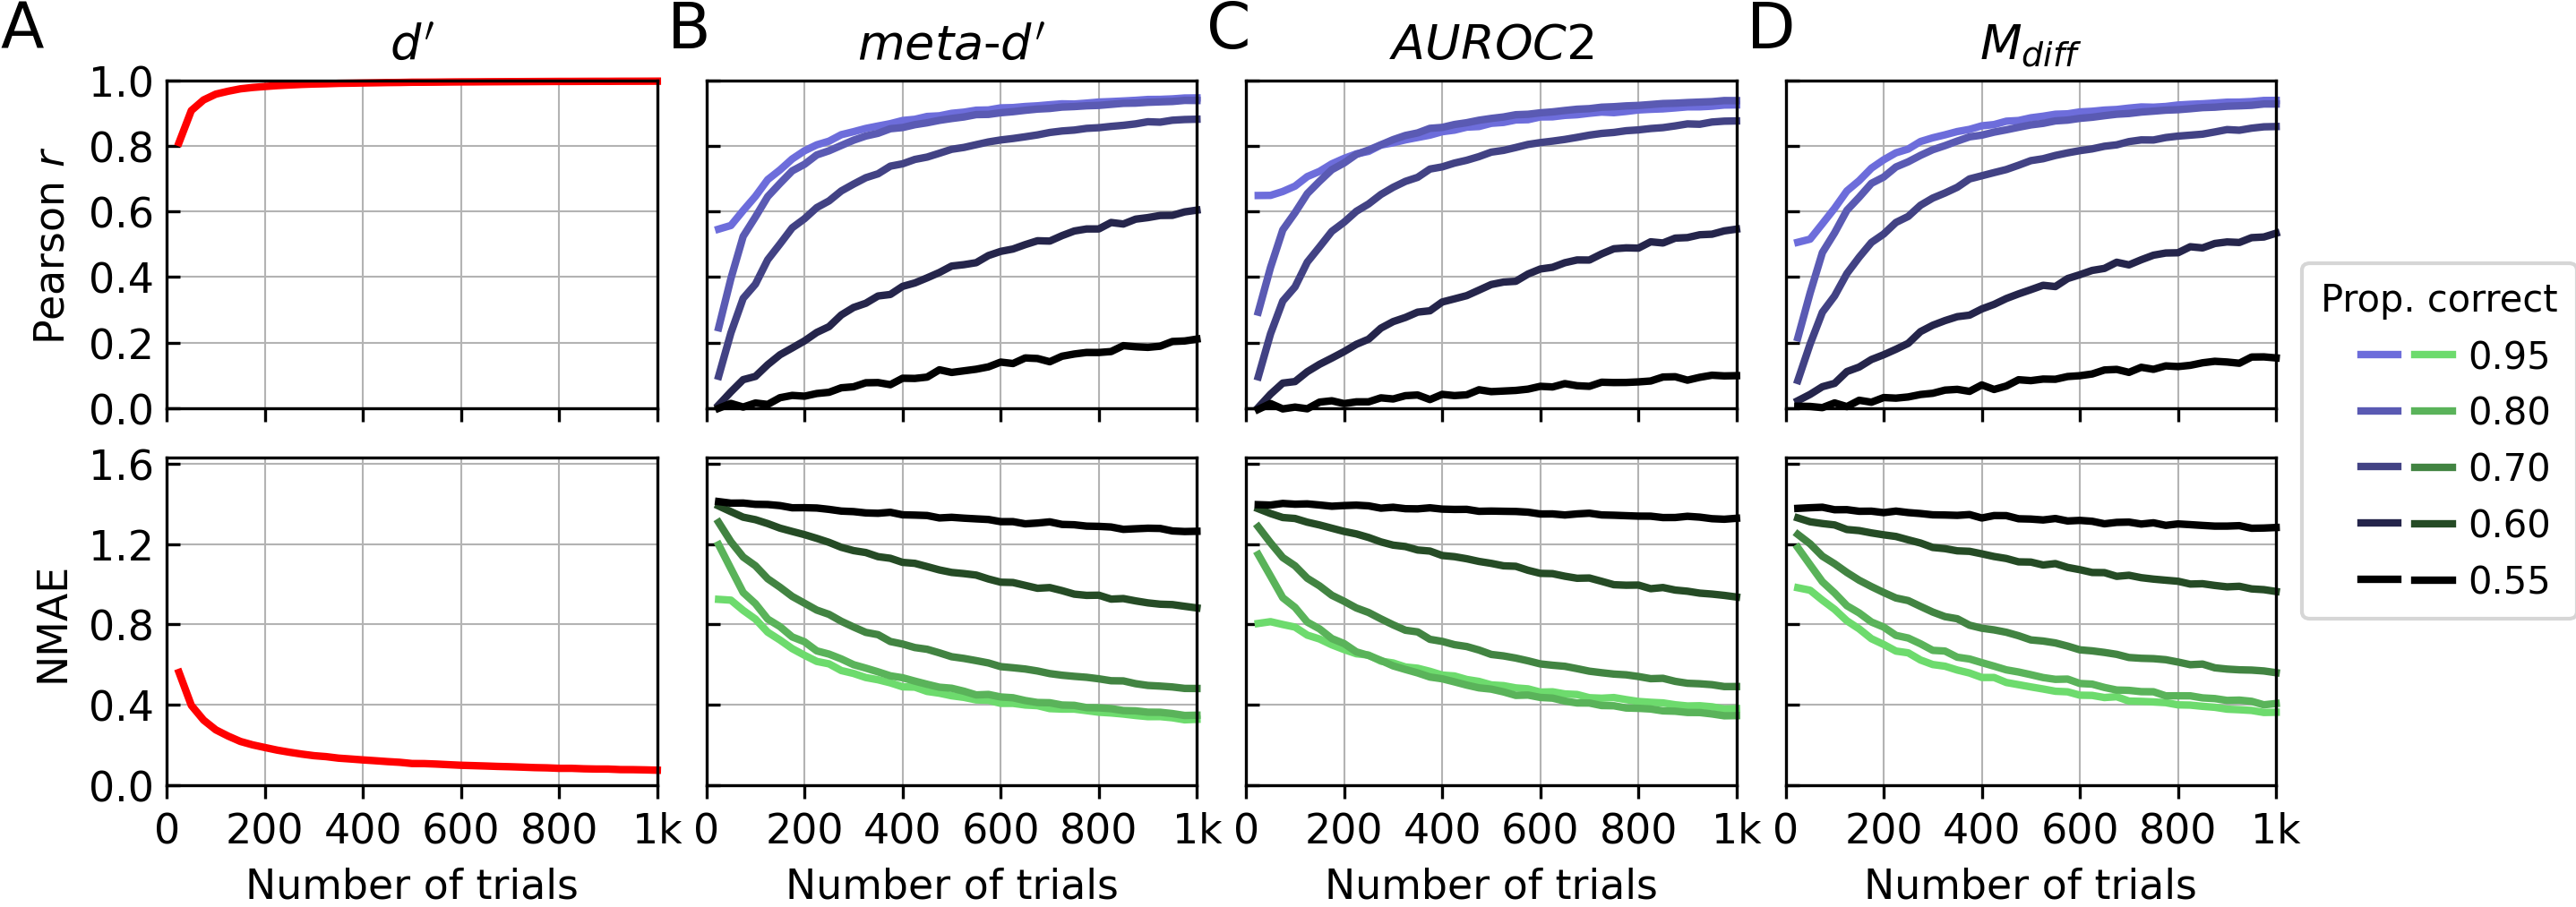 A
d′
B
meta-d′
C
AUROC2
D
M_diff
Pearson r
1.0
0.8
0.6
0.4
0.2
0.0
NMAE
1.6
1.2
0.8
0.4
0.0
0 200 400 600 800 1k
0 200 400 600 800 1k
0 200 400 600 800 1k
0 200 400 600 800 1k
Number of trials
Number of trials
Number of trials
Number of trials
Prop. correct
0.95
0.80
0.70
0.60
0.55